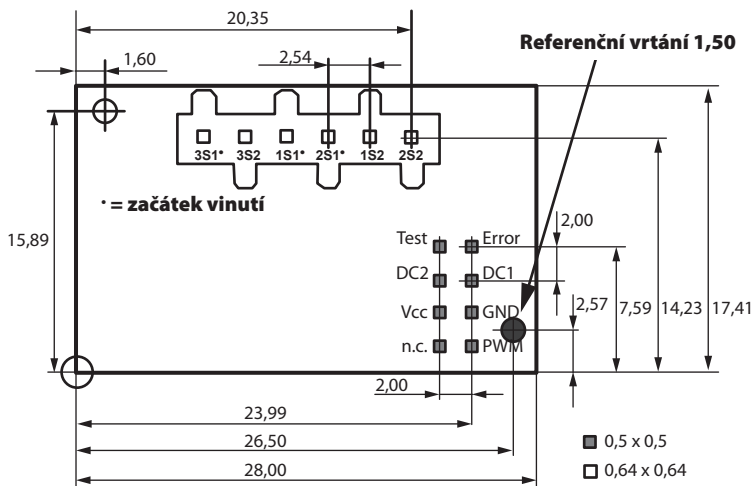 20,35
Referenční vrtání 1,50
1,60
2,54
3S1• 3S2 1S1• 2S1• 1S2 2S2
• = začátek vinutí
15,89
Test Error
2,00
DC2 DC1
Vcc GND
n.c. PWM
2,57
7,59
14,23
17,41
2,00
23,99
26,50
0,5 x 0,5
28,00
0,64 x 0,64